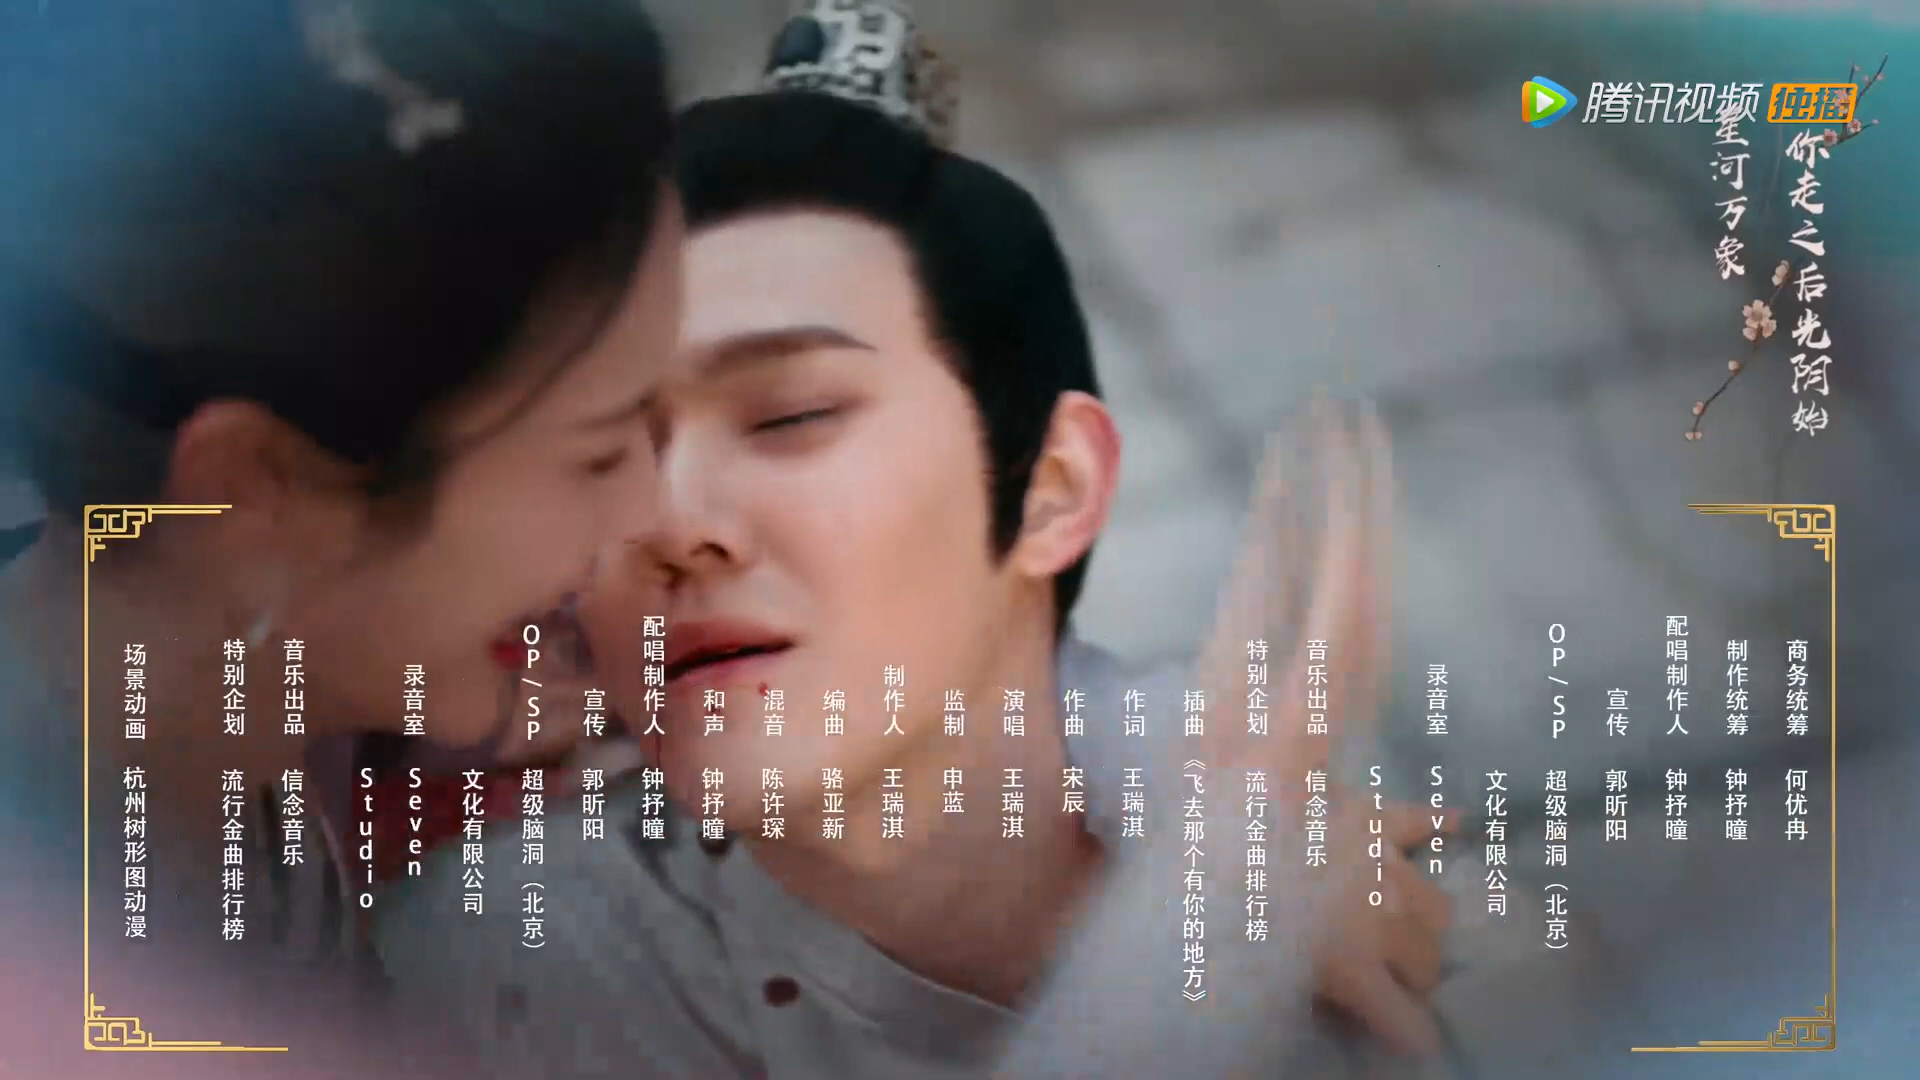 腾讯视频 独播
你走之后光阴始
星河万象
商务统筹 何优冉
制作统筹 钟抒曈
配唱制作人 钟抒曈
宣传 郭昕阳
OP/SP 超级脑洞（北京）
文化有限公司
录音室 Seven
Studio
音乐出品 信念音乐
特别企划 流行金曲排行榜
插曲 《飞去那个有你的地方》
作词 王瑞淇
作曲 宋辰
演唱 王瑞淇
监制 申蓝
制作人 王瑞淇
编曲 骆亚新
混音 陈许琛
和声 钟抒曈
配唱制作人 钟抒曈
宣传 郭昕阳
OP/SP 超级脑洞（北京）
文化有限公司
录音室 Seven
Studio
音乐出品 信念音乐
特别企划 流行金曲排行榜
场景动画 杭州树形图动漫